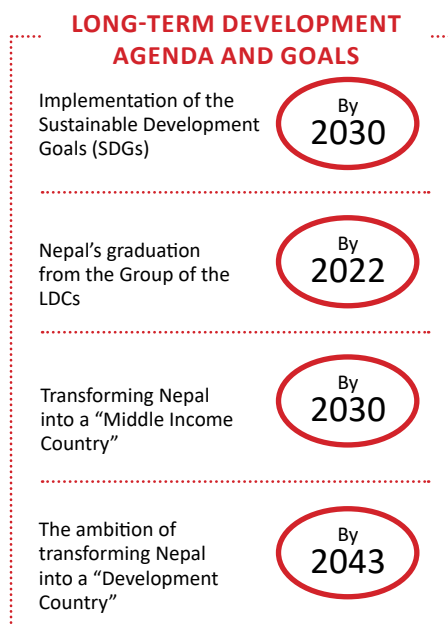 LONG-TERM DEVELOPMENT
AGENDA AND GOALS
Implementation of the
Sustainable Development
Goals (SDGs)
By
2030
Nepal’s graduation
from the Group of the
LDCs
By
2022
Transforming Nepal
into a “Middle Income
Country”
By
2030
The ambition of
transforming Nepal
into a “Development
Country”
By
2043